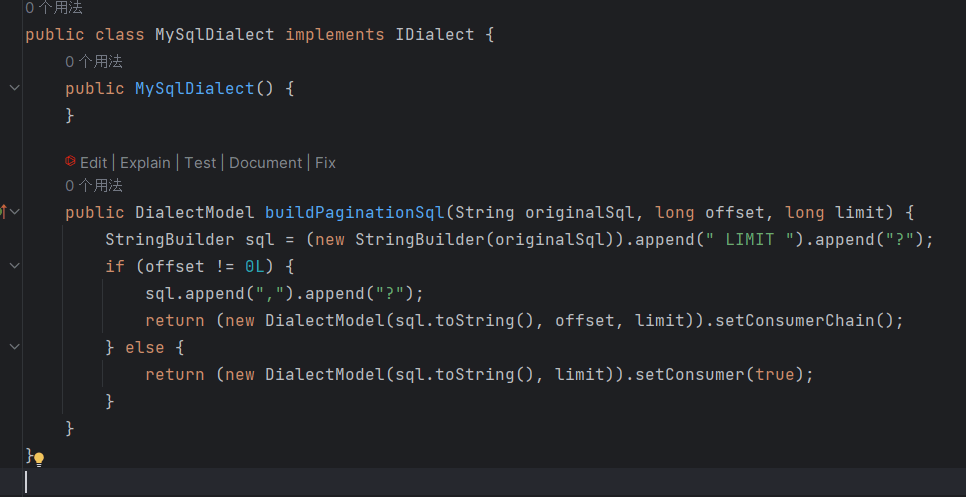 0 个用法
public class MySqlDialect implements IDialect {
0 个用法
public MySqlDialect() {
}
Edit | Explain | Test | Document | Fix
0 个用法
public DialectModel buildPaginationSql(String originalSql, long offset, long limit) {
StringBuilder sql = (new StringBuilder(originalSql)).append(" LIMIT ").append("?");
if (offset != 0L) {
sql.append(",").append("?");
return (new DialectModel(sql.toString(), offset, limit)).setConsumerChain();
} else {
return (new DialectModel(sql.toString(), limit)).setConsumer(true);
}
}
}